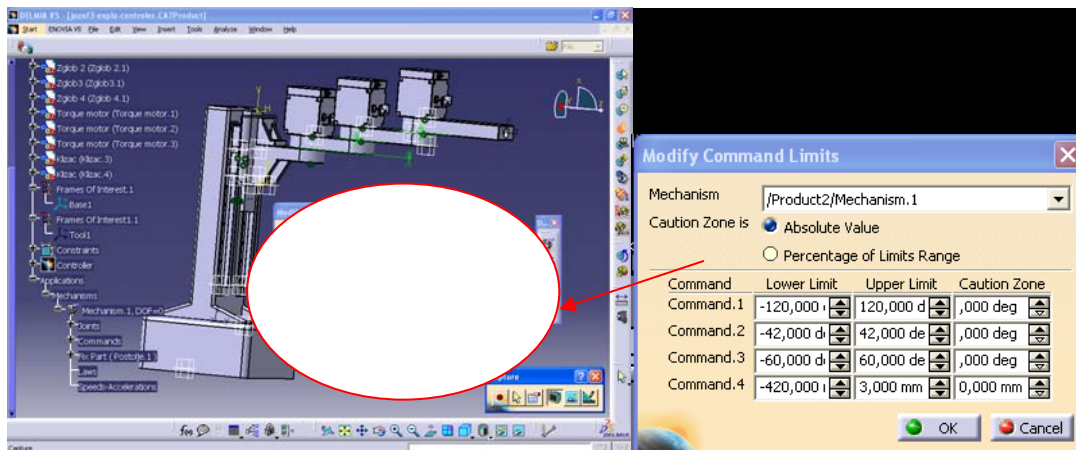 DELMIA V5 - [jozef3-explo-controler.CATProduct]
Start ENOVIA V5 File Edit View Insert Tools Analyze Window Help
Zglob 2 (Zglob 2.1)
Zglob3 (Zglob3.1)
Zglob 4 (Zglob 4.1)
Torque motor (Torque motor.1)
Torque motor (Torque motor.2)
Torque motor (Torque motor.3)
Klizac (Klizac.3)
Klizac (Klizac.4)
Frames Of Interest.1
Base1
Frames Of Interest1.1
Tool1
Constraints
Controller
Applications
Mechanisms
Mechanism.1, DOF=0
Joints
Commands
Fix Part ( Postolje.1 )
Laws
Speeds-Accelerations
Capture
Modify Command Limits
Mechanism /Product2/Mechanism.1
Caution Zone is Absolute Value
Percentage of Limits Range
Command Lower Limit Upper Limit Caution Zone
Command.1 -120,000 120,000 d ,000 deg
Command.2 -42,000 de 42,000 de ,000 deg
Command.3 -60,000 de 60,000 de ,000 deg
Command.4 -420,000 3,000 mm 0,000 mm
OK Cancel